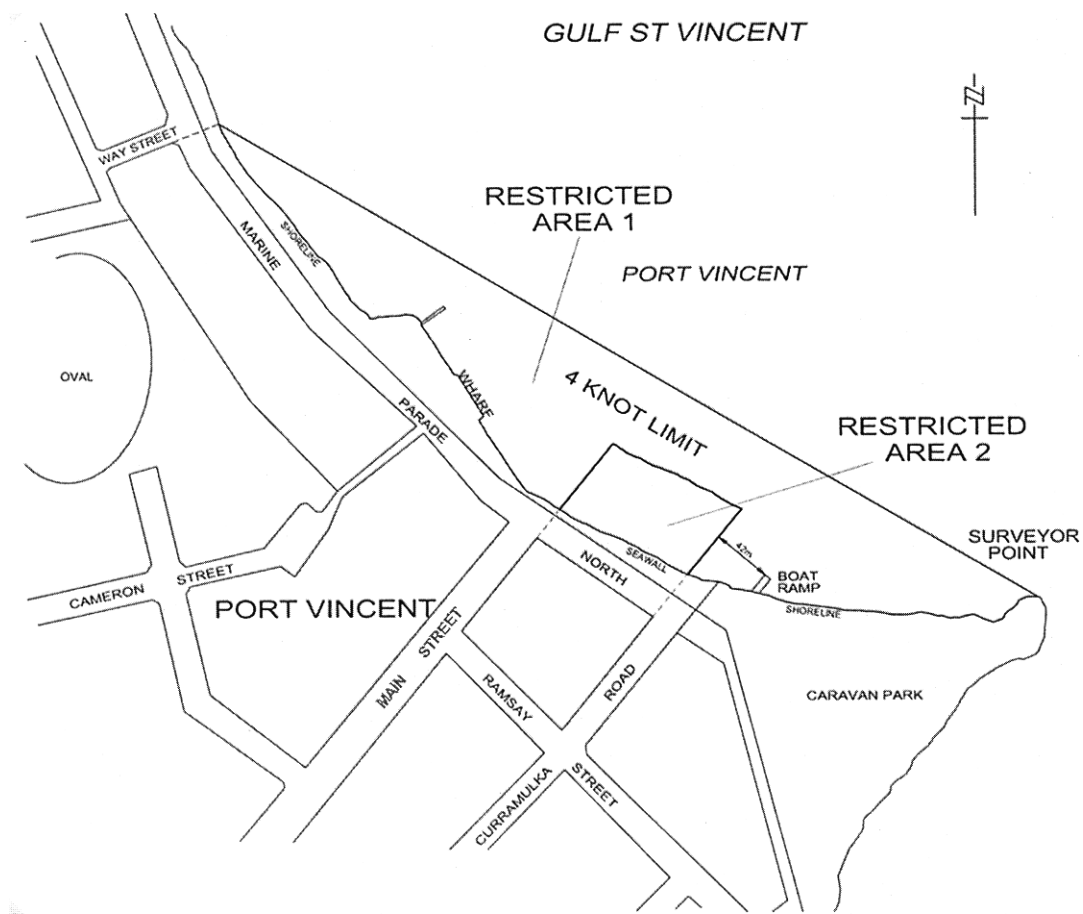 GULF ST VINCENT
N
WAY STREET
RESTRICTED
AREA 1
MARINE
SHORELINE
PORT VINCENT
OVAL
WHARF
4 KNOT LIMIT
PARADE
RESTRICTED
AREA 2
SURVEYOR
POINT
SEAWALL
42m
NORTH
BOAT
RAMP
SHORELINE
CAMERON
STREET
PORT VINCENT
MAIN
STREET
RAMSAY
STREET
ROAD
CURRAMULKA
CARAVAN PARK